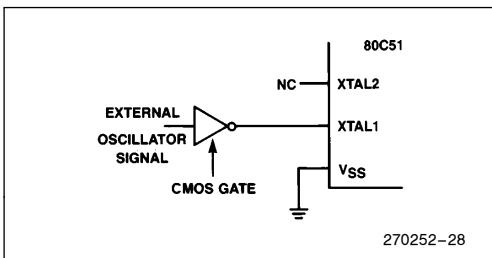 80C51
NC
XTAL2
EXTERNAL
OSCILLATOR
SIGNAL
XTAL1
CMOS GATE
VSS
270252–28